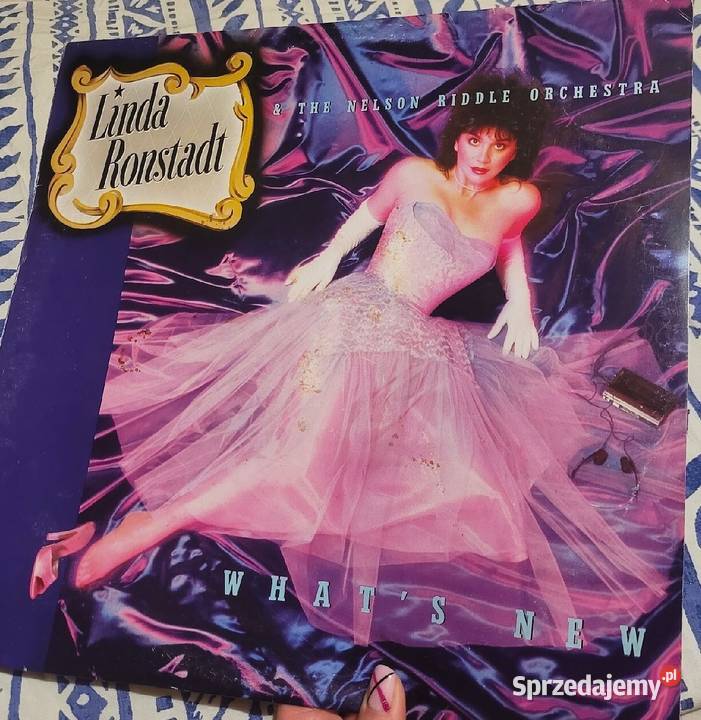 Linda
Ronstadt
& THE NELSON RIDDLE ORCHESTRA
WHAT'S NEW
Sprzedajemy.pl